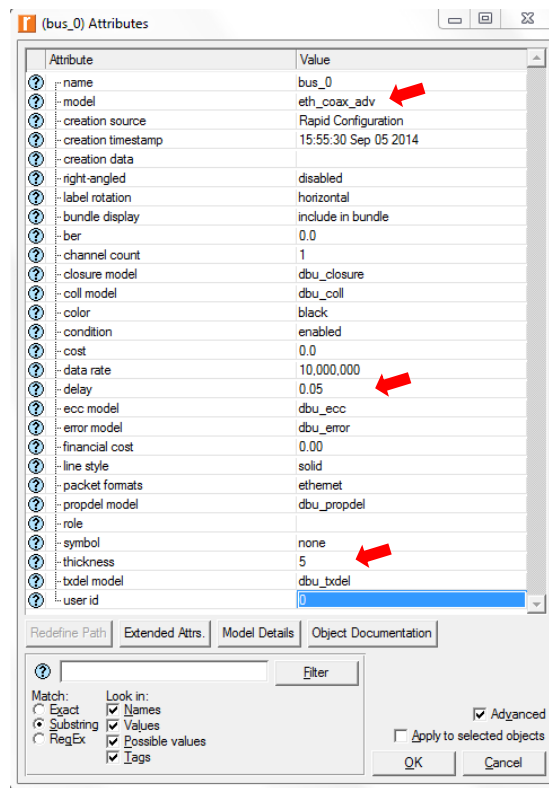 (bus_0) Attributes
Attribute Value
name bus_0
model eth_coax_adv
creation source Rapid Configuration
creation timestamp 15:55:30 Sep 05 2014
creation data
right-angled disabled
label rotation horizontal
bundle display include in bundle
ber 0.0
channel count 1
closure model dbu_closure
coll model dbu_coll
color black
condition enabled
cost 0.0
data rate 10,000,000
delay 0.05
ecc model dbu_ecc
error model dbu_error
financial cost 0.00
line style solid
packet formats ethernet
propdel model dbu_propdel
role
symbol none
thickness 5
txdel model dbu_txdel
user id 0
Redefine Path Extended Attrs. Model Details Object Documentation
Filter
Match: Look in:
Exact Names
Substring Values
RegEx Possible values
Tags
Advanced
Apply to selected objects
OK Cancel